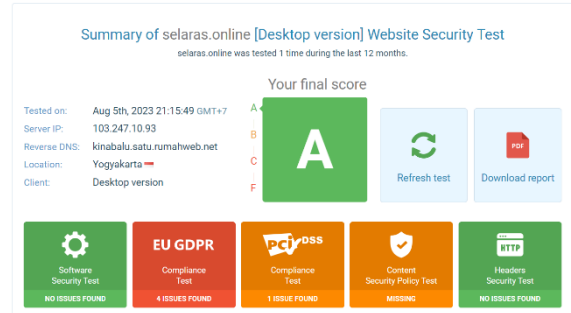 Summary of selaras.online [Desktop version] Website Security Test
selaras.online was tested 1 time during the last 12 months.
Your final score
Tested on: Aug 5th, 2023 21:15:49 GMT+7
Server IP: 103.247.10.93
Reverse DNS: kinabalu.satu.rumahweb.net
Location: Yogyakarta
Client: Desktop version
A
B
C
F
A
Refresh test
PDF
Download report
Software
Security Test
NO ISSUES FOUND
EU GDPR
Compliance
Test
4 ISSUES FOUND
PCI DSS
Compliance
Test
1 ISSUE FOUND
Content
Security Policy Test
MISSING
HTTP
Headers
Security Test
NO ISSUES FOUND